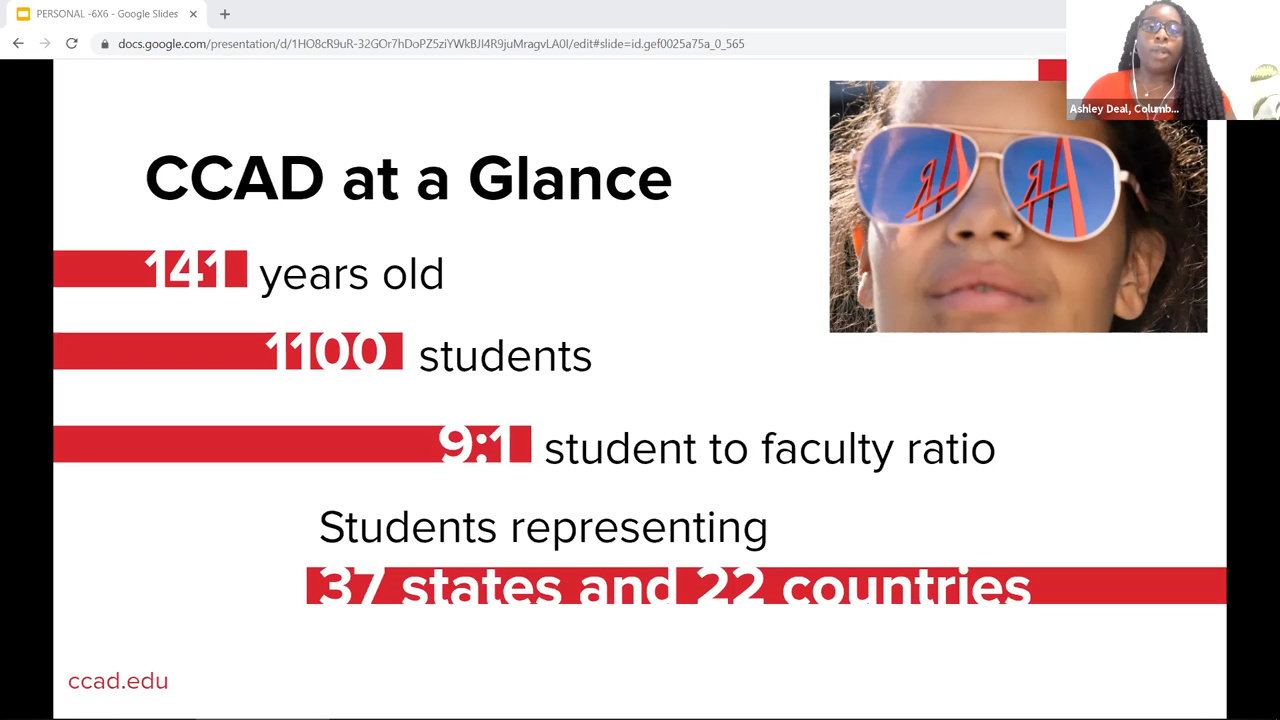 PERSONAL -6X6 - Google Slides
docs.google.com/presentation/d/1HO8cR9uR-32GOr7hDoPZ5ziYWkBJI4R9juMragvLA0I/edit#slide=id.gef0025a75a_0_565
Ashley Deal, Columb...
CCAD at a Glance
141 years old
1100 students
9:1 student to faculty ratio
Students representing
37 states and 22 countries
ccad.edu